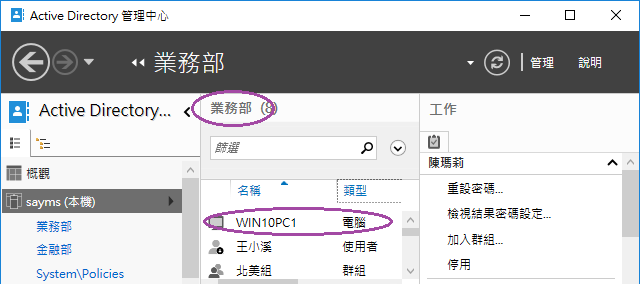 Active Directory 管理中心
業務部
管理
說明
Active Directory...
概觀
sayms (本機)
業務部
金融部
System\Policies
業務部 (8)
篩選
名稱 類型
WIN10PC1 電腦
王小溪 使用者
北美組 群組
工作
陳瑪莉
重設密碼...
檢視結果密碼設定...
加入群組...
停用